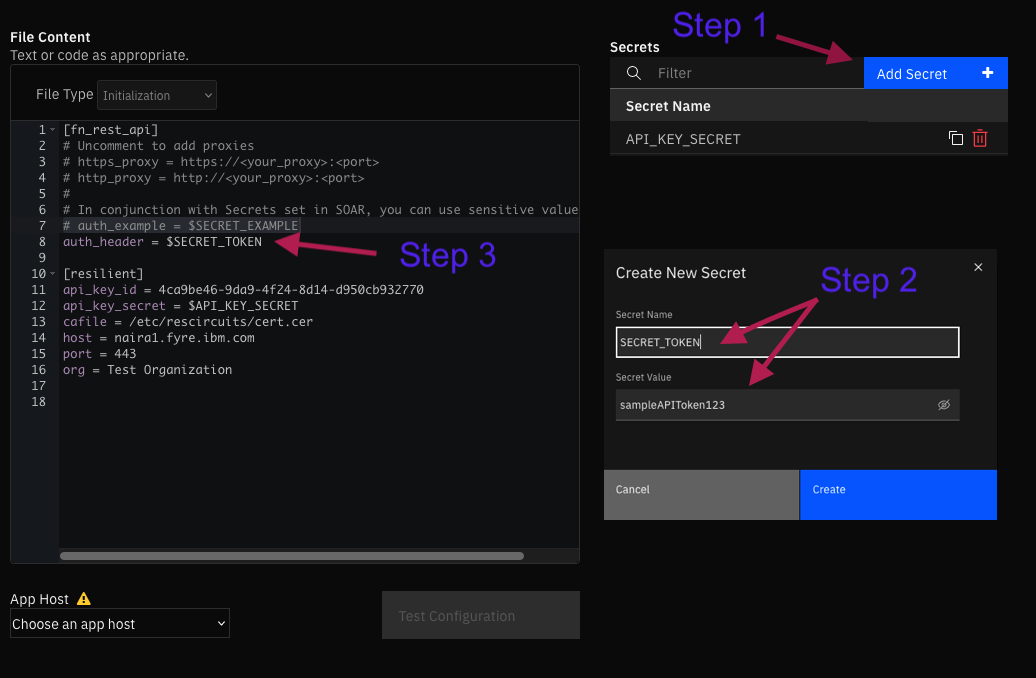 File Content
Text or code as appropriate.
File Type Initialization
1 [fn_rest_api]
2 # Uncomment to add proxies
3 # https_proxy = https://<your_proxy>:<port>
4 # http_proxy = http://<your_proxy>:<port>
5 #
6 # In conjunction with Secrets set in SOAR, you can use sensitive value
7 # auth_example = $SECRET_EXAMPLE
8 auth_header = $SECRET_TOKEN
9
10 [resilient]
11 api_key_id = 4ca9be46-9da9-4f24-8d14-d950cb932770
12 api_key_secret = $API_KEY_SECRET
13 cafile = /etc/rescircuits/cert.cer
14 host = naira1.fyre.ibm.com
15 port = 443
16 org = Test Organization
17
18
Step 3
App Host
Choose an app host
Test Configuration
Step 1
Secrets
Filter
Add Secret +
Secret Name
API_KEY_SECRET
Create New Secret
Step 2
Secret Name
SECRET_TOKEN
Secret Value
sampleAPIToken123
Cancel
Create